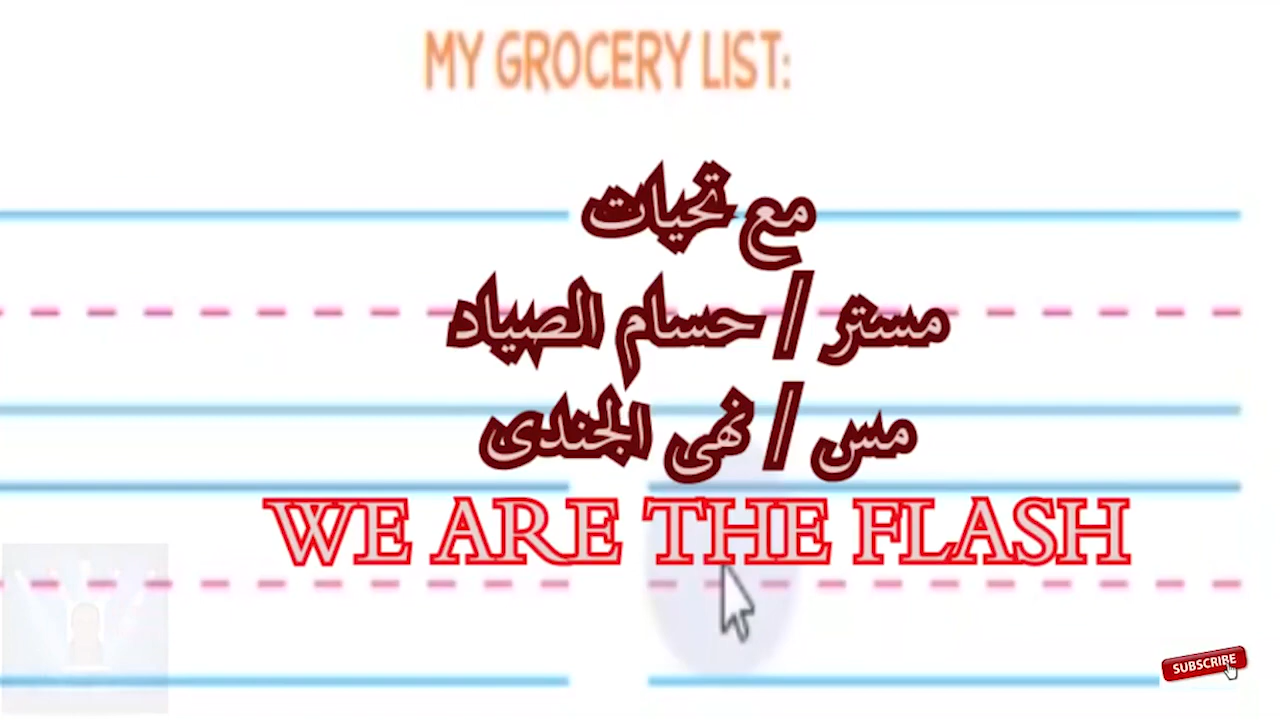 MY GROCERY LIST:
مع تحيات
مستر / حسام الصياد
مس / نهى الجندى
WE ARE THE FLASH
SUBSCRIBE